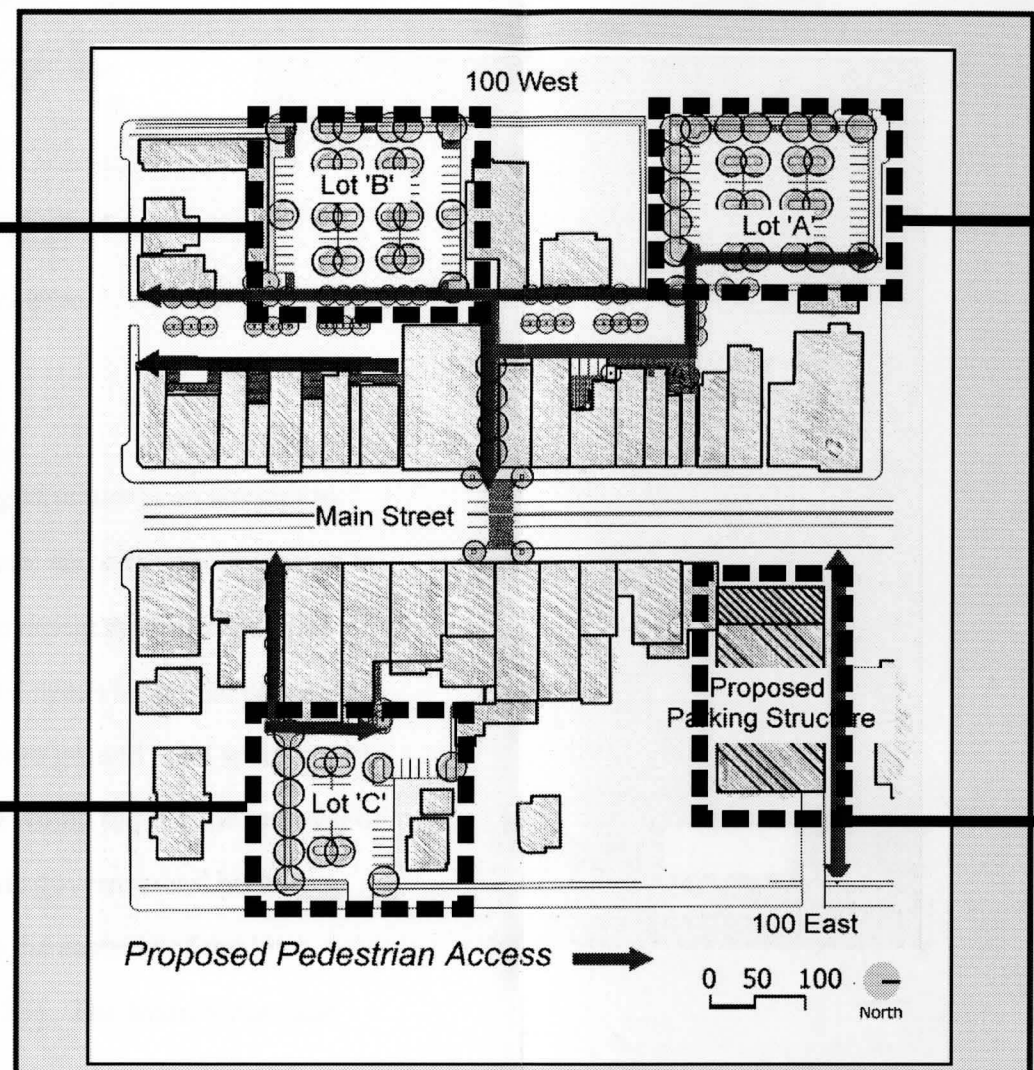 100 West
Lot 'B'
Lot 'A'
Main Street
Proposed
Parking Structure
Lot 'C'
100 East
Proposed Pedestrian Access
0 50 100
North